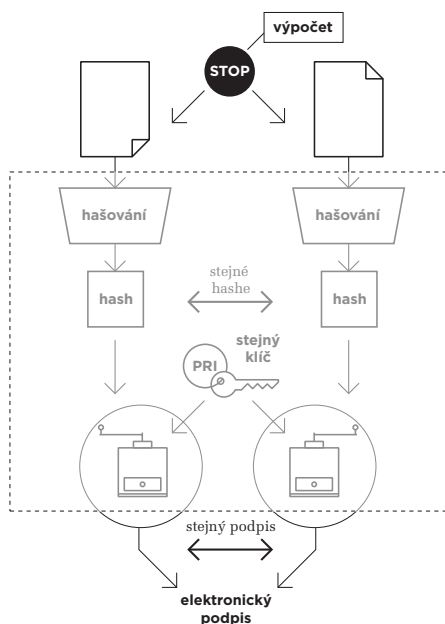 výpočet
STOP
hašování
hašování
stejné
hashe
hash
hash
stejný
klíč
PRI
stejný podpis
elektronický
podpis